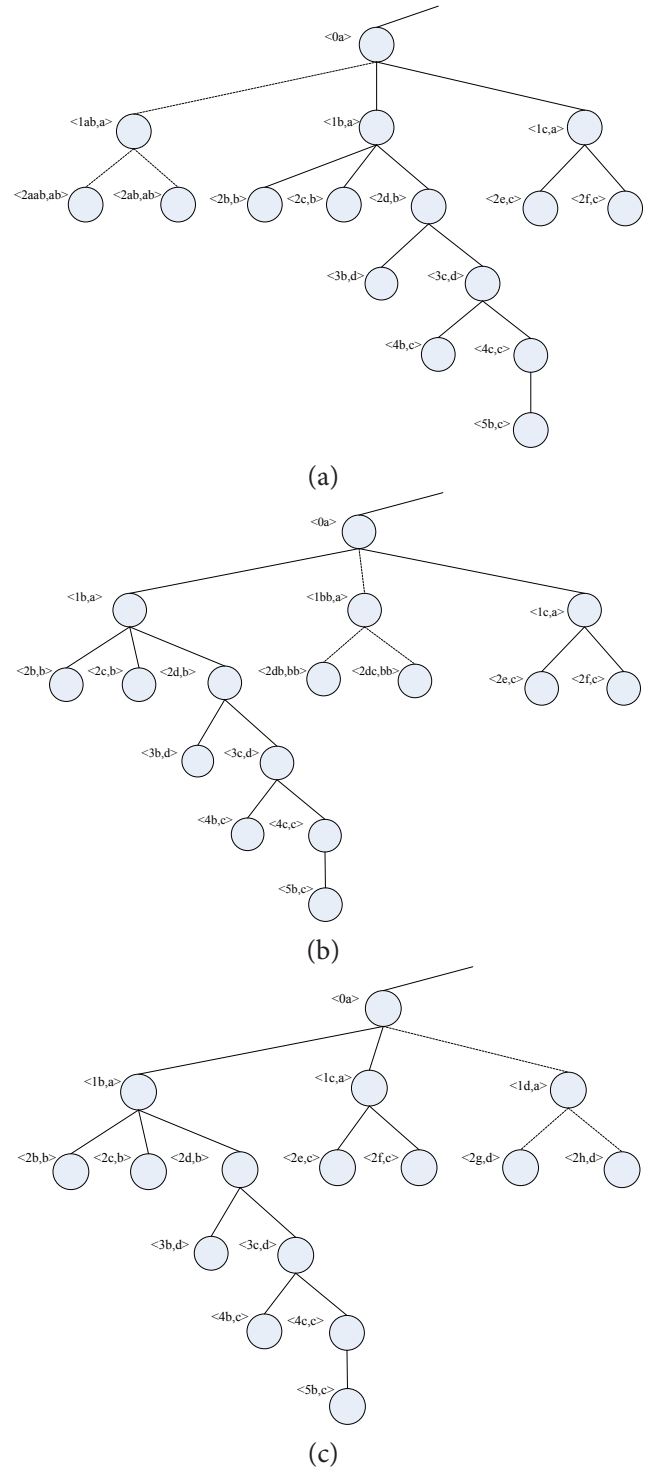 <0a>
<1ab,a> <1b,a> <1c,a>
<2aab,ab> <2ab,ab> <2b,b> <2c,b> <2d,b> <2e,c> <2f,c>
<3b,d> <3c,d>
<4b,c> <4c,c>
<5b,c>
(a)
<0a>
<1b,a> <1bb,a> <1c,a>
<2b,b> <2c,b> <2d,b> <2db,bb> <2dc,bb> <2e,c> <2f,c>
<3b,d> <3c,d>
<4b,c> <4c,c>
<5b,c>
(b)
<0a>
<1b,a> <1c,a> <1d,a>
<2b,b> <2c,b> <2d,b> <2e,c> <2f,c> <2g,d> <2h,d>
<3b,d> <3c,d>
<4b,c> <4c,c>
<5b,c>
(c)